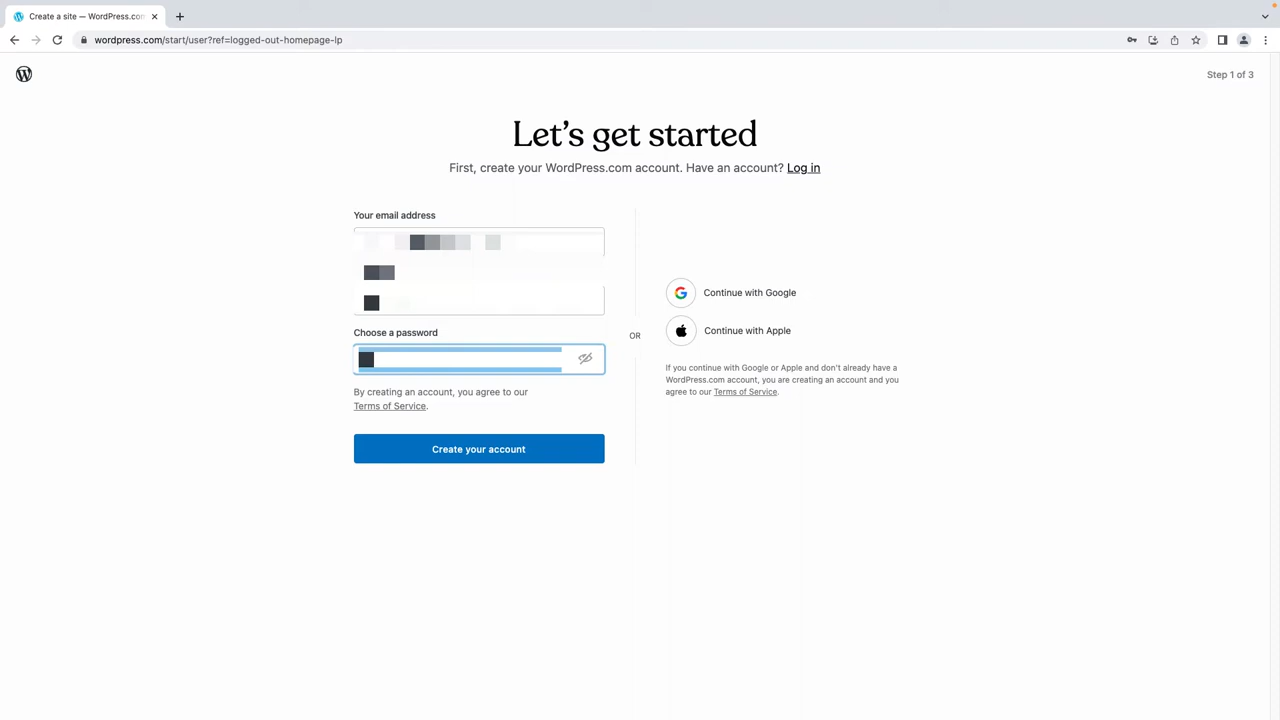 Create a site — WordPress.com
wordpress.com/start/user?ref=logged-out-homepage-lp
Step 1 of 3
Let's get started
First, create your WordPress.com account. Have an account? Log in
Your email address
Choose a password
By creating an account, you agree to our
Terms of Service.
Create your account
OR
Continue with Google
Continue with Apple
If you continue with Google or Apple and don't already have a
WordPress.com account, you are creating an account and you
agree to our Terms of Service.